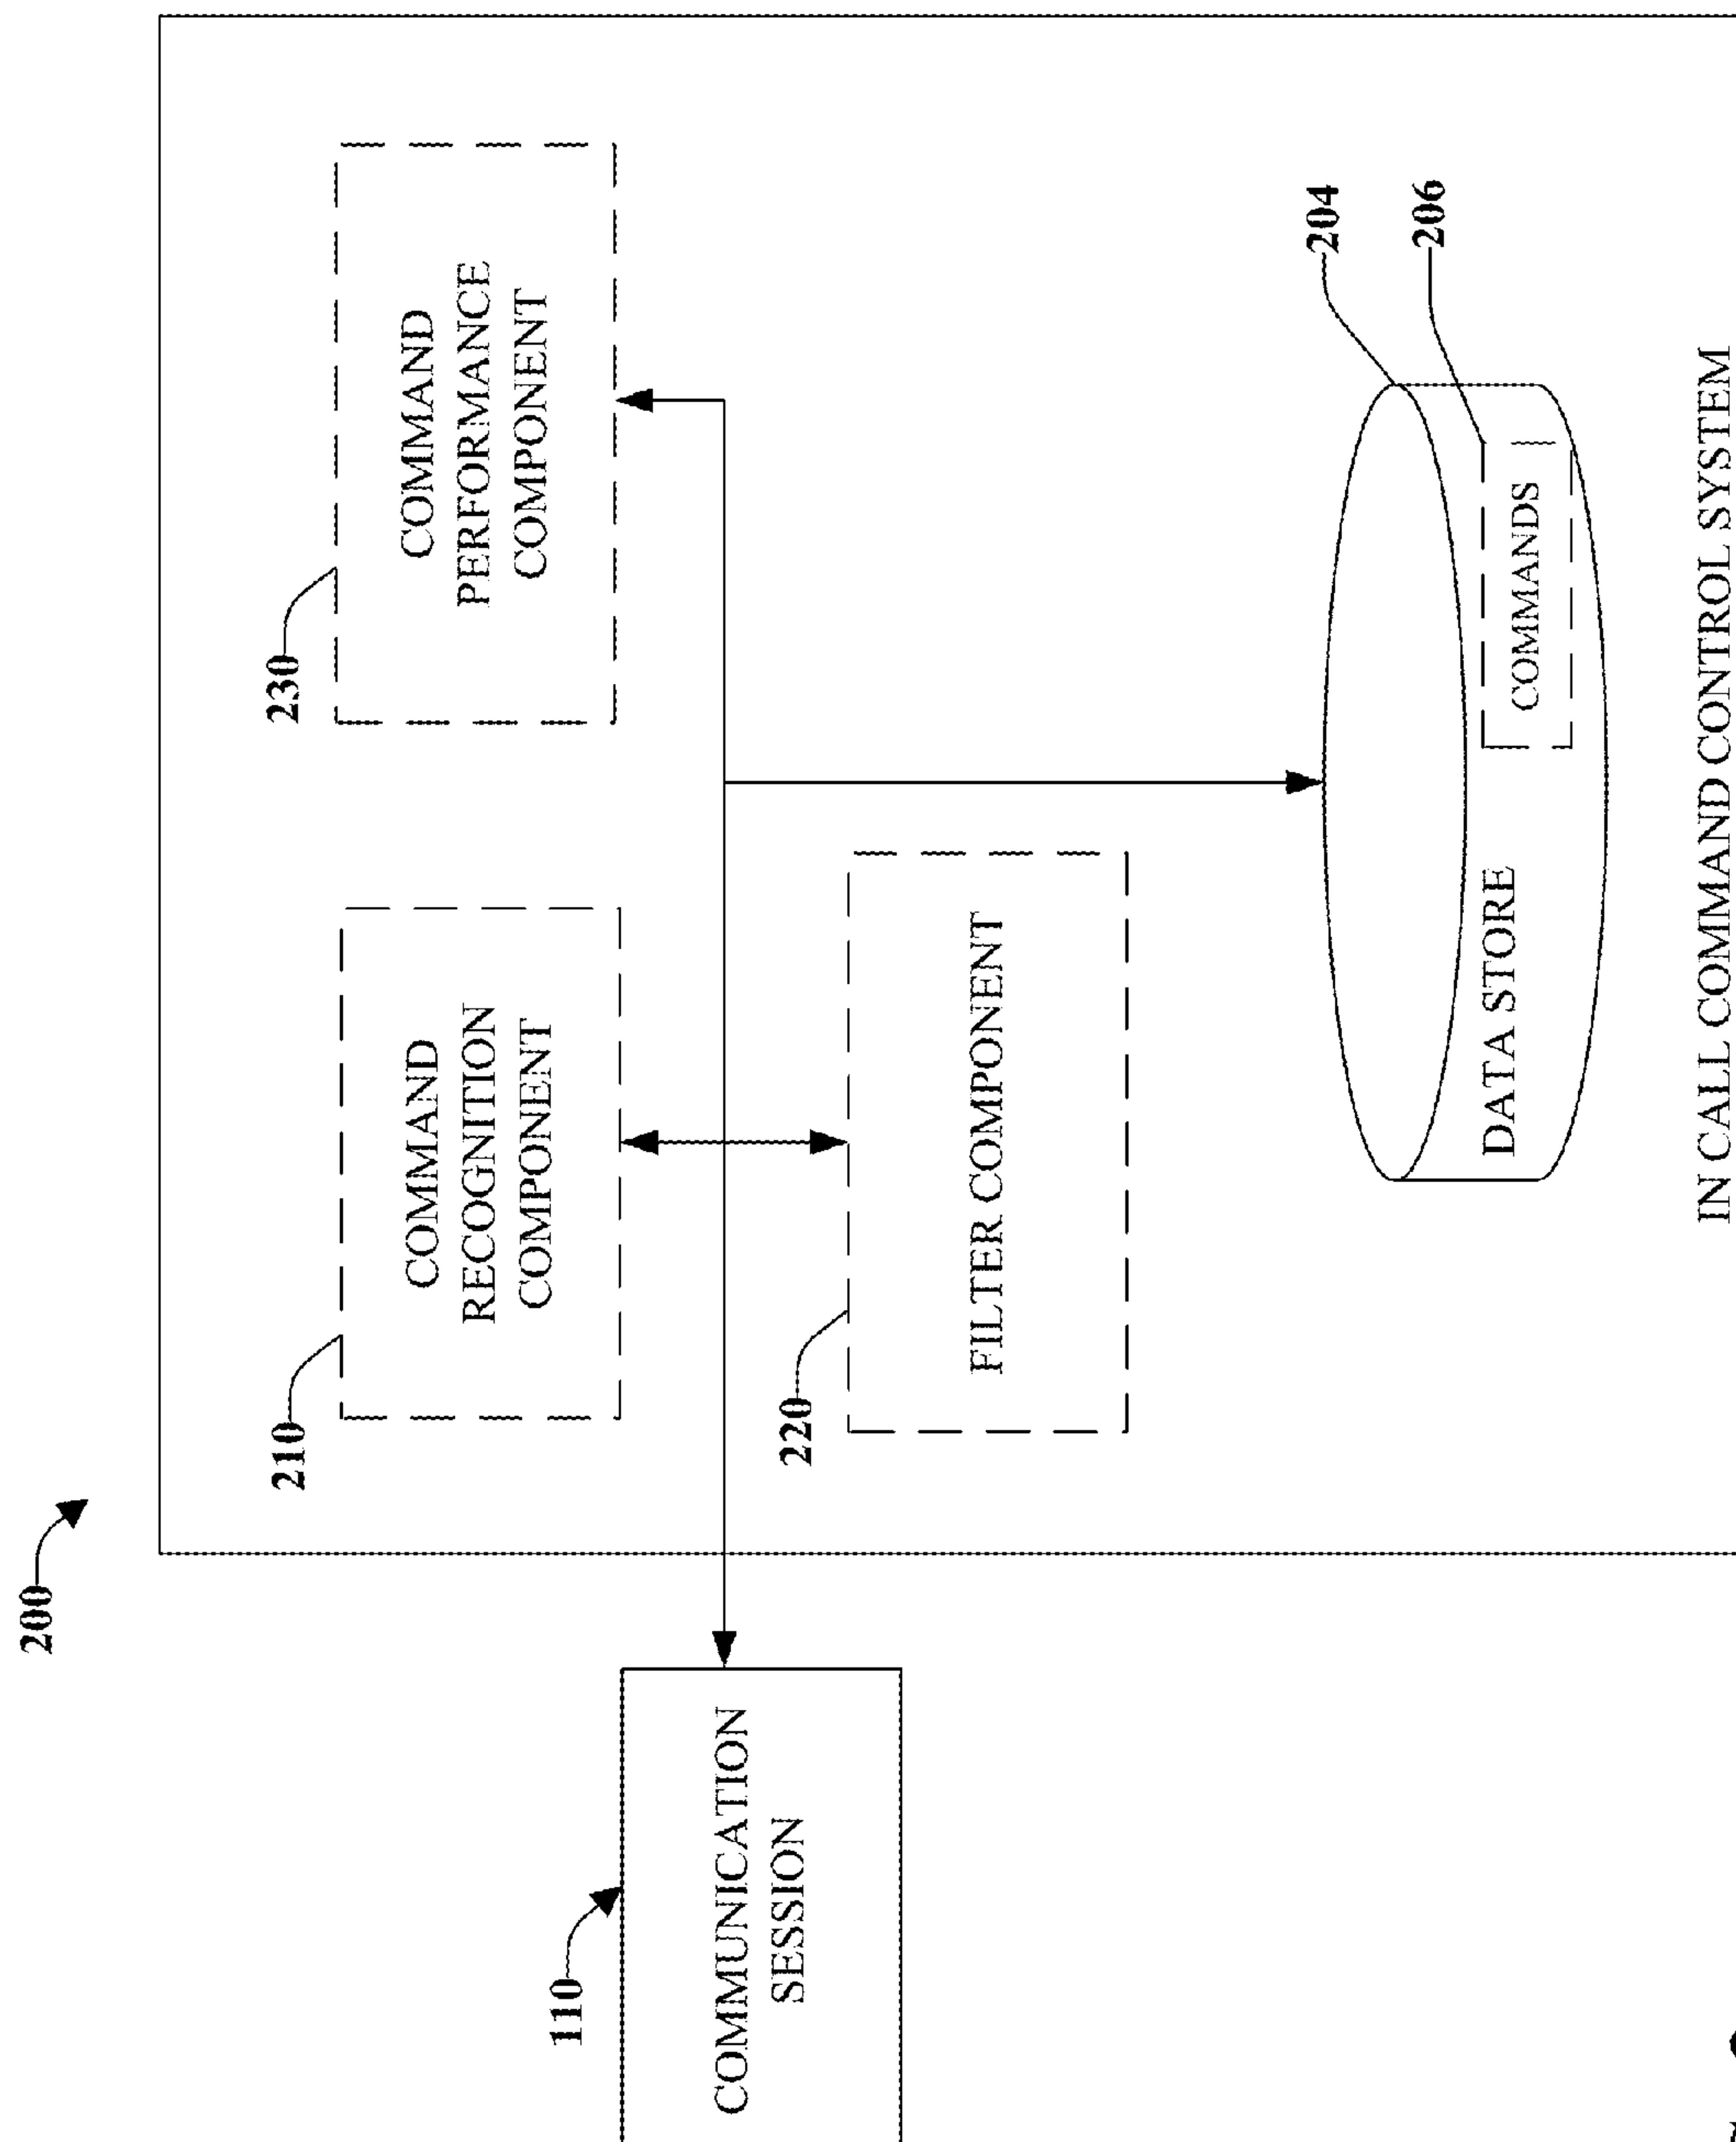 200
110
COMMUNICATION
SESSION
210
COMMAND
RECOGNITION
COMPONENT
230
COMMAND
PERFORMANCE
COMPONENT
220
FILTER COMPONENT
204
206
DATA STORE
COMMANDS
IN CALL COMMAND CONTROL SYSTEM